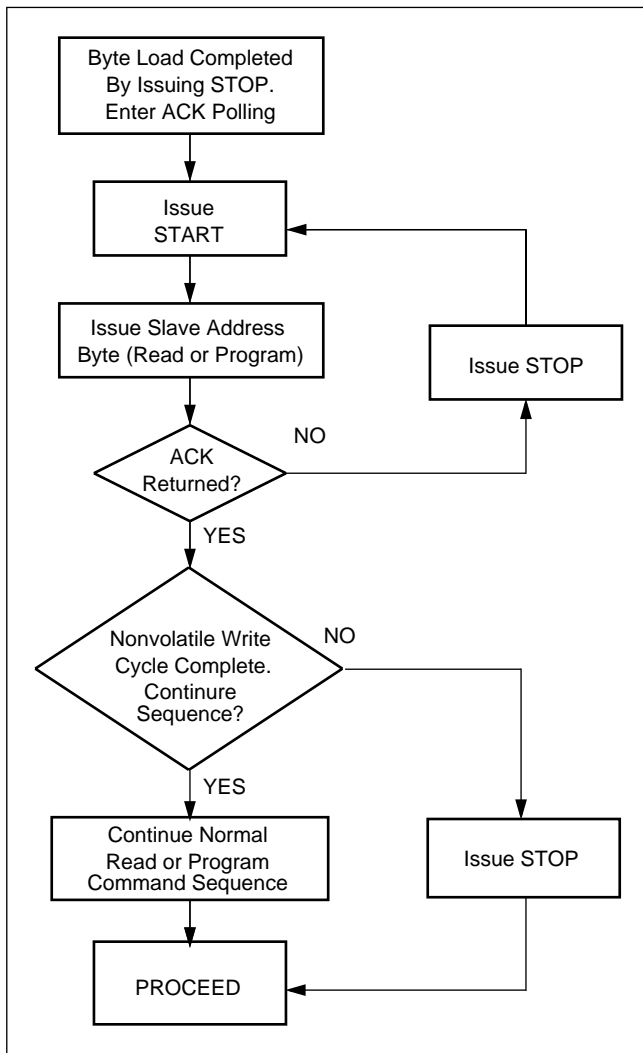 Byte Load Completed
By Issuing STOP.
Enter ACK Polling
Issue
START
Issue Slave Address
Byte (Read or Program)
Issue STOP
ACK
Returned?
NO
YES
Nonvolatile Write
Cycle Complete.
Continure
Sequence?
NO
YES
Continue Normal
Read or Program
Command Sequence
Issue STOP
PROCEED